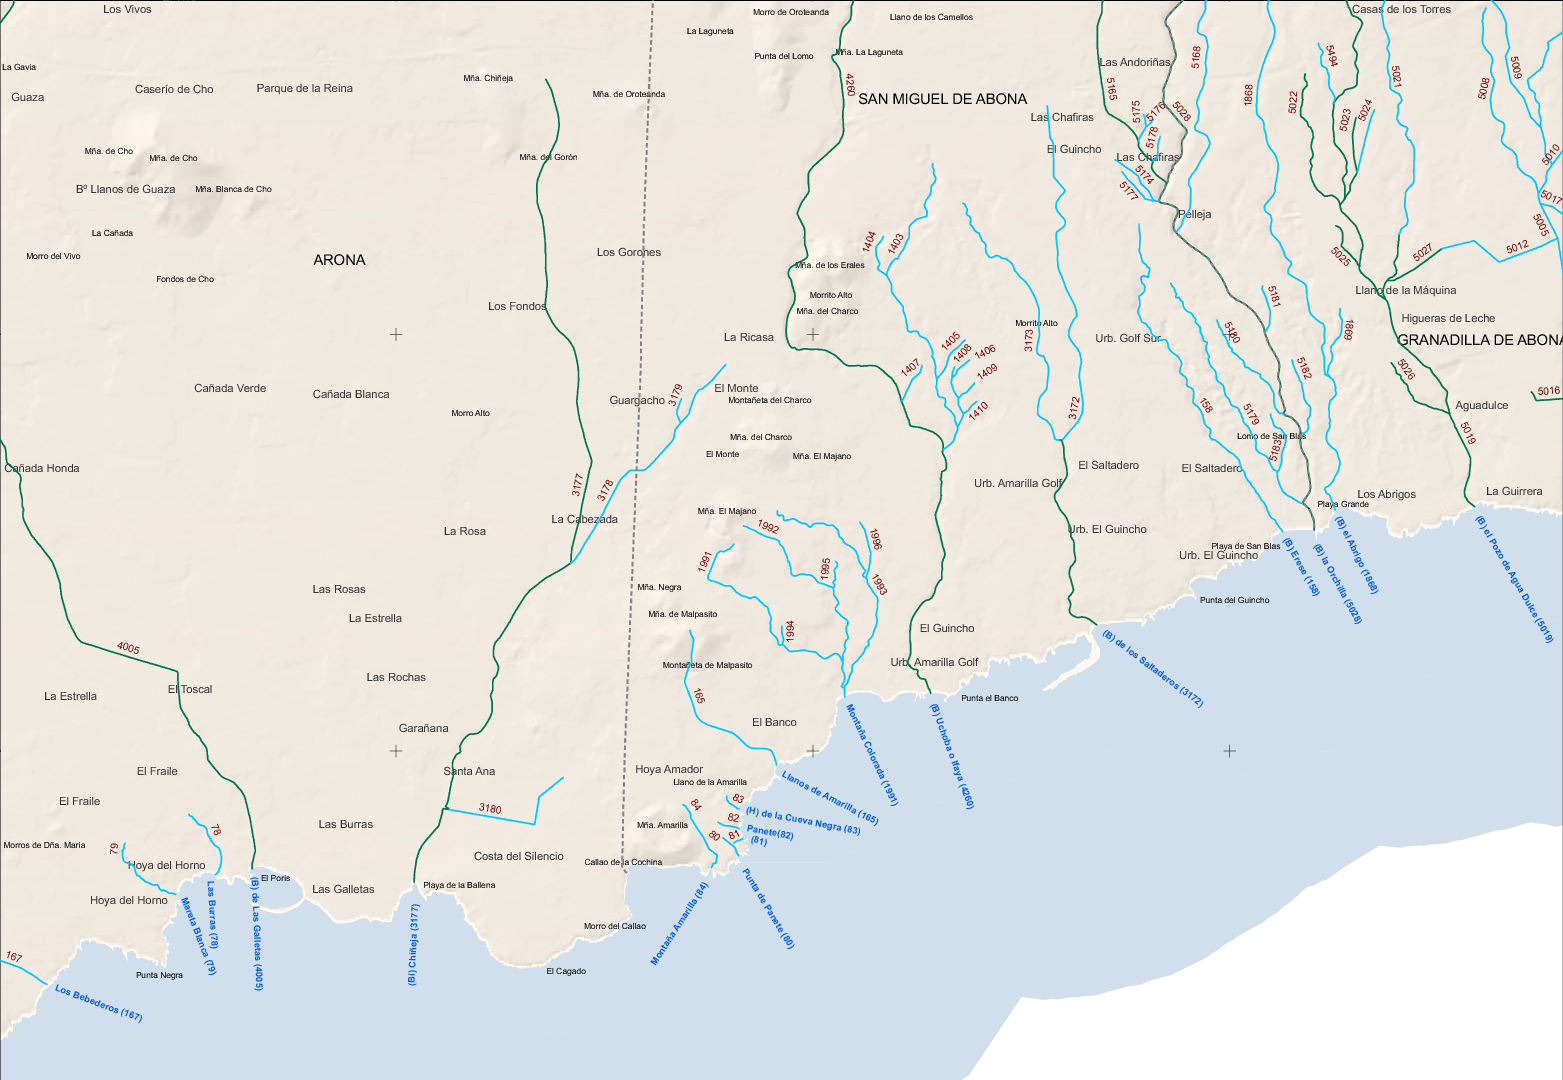 Los Vivos
Morro de Oroteanda
Llano de los Camellos
Casas de los Torres
La Laguneta
Punta del Lomo
Mña. La Laguneta
La Gavia
Guaza
Caserío de Cho
Parque de la Reina
Mña. Chiñeja
Mña. de Oroteanda
4260
SAN MIGUEL DE ABONA
Las Andoriñas
5165
5168
1868
5022
5494
5023
5024
5021
5008
5009
5175
5176
5028
5178
Las Chafiras
El Guincho
Las Chafiras
5174
5177
5010
5017
5005
Mña. de Cho
Mña. de Cho
Mña. del Gorón
Bº Llanos de Guaza
Mña. Blanca de Cho
Pelleja
La Cañada
Morro del Vivo
Fondos de Cho
ARONA
Los Gorones
1404
1403
Mña. de los Erales
5025
5027
5012
Morrito Alto
Mña. del Charco
Los Fondos
Llano de la Máquina
5181
Higueras de Leche
Morrito Alto
3173
La Ricasa
1405
1408
1406
1407
1409
1410
Urb. Golf Sur
5180
1869
GRANADILLA DE ABONA
5182
5026
Cañada Verde
Cañada Blanca
Morro Alto
Guargacho
3179
El Monte
Montañeta del Charco
3172
158
5179
Aguadulce
5016
Lomo de San Blas
5183
5019
Mña. del Charco
El Monte
Mña. El Majano
Cañada Honda
3177
3178
El Saltadero
El Saltadero
Urb. Amarilla Golf
Los Abrigos
La Guirrera
Playa Grande
La Rosa
La Cabezada
Mña. El Majano
1992
1996
1991
1995
1993
1994
Urb. El Guincho
Playa de San Blas
Urb. El Guincho
(B) Erese (158)
(B) la Orchilla (5028)
(B) el Abrigo (1868)
(B) el Pozo de Agua Dulce (5019)
Las Rosas
Mña. Negra
La Estrella
Mña. de Malpasito
Punta del Guincho
El Guincho
4005
Montañeta de Malpasito
Urb. Amarilla Golf
(B) de los Saltaderos (3172)
Las Rochas
La Estrella
El Toscal
165
Punta el Banco
El Banco
Garañana
Montaña Colorada (1991)
(B) Uchoba o Ifaya (4260)
El Fraile
Santa Ana
Hoya Amador
Llano de la Amarilla
Llanos de Amarilla (165)
El Fraile
3180
84
83
82
80
81
(H) de la Cueva Negra (83)
Panete(82)
(81)
Las Burras
Mña. Amarilla
78
79
Morros de Dña. Maria
Hoya del Horno
Costa del Silencio
Callao de la Cochina
El Porís
Las Galletas
Playa de la Ballena
Hoya del Horno
Mareta Blanca (79)
Las Burras (78)
(B) de Las Galletas (4005)
(BI) Chiñeja (3177)
Montaña Amarilla (84)
Punta de Panete (80)
Morro del Callao
167
Punta Negra
El Cagado
Los Bebederos (167)